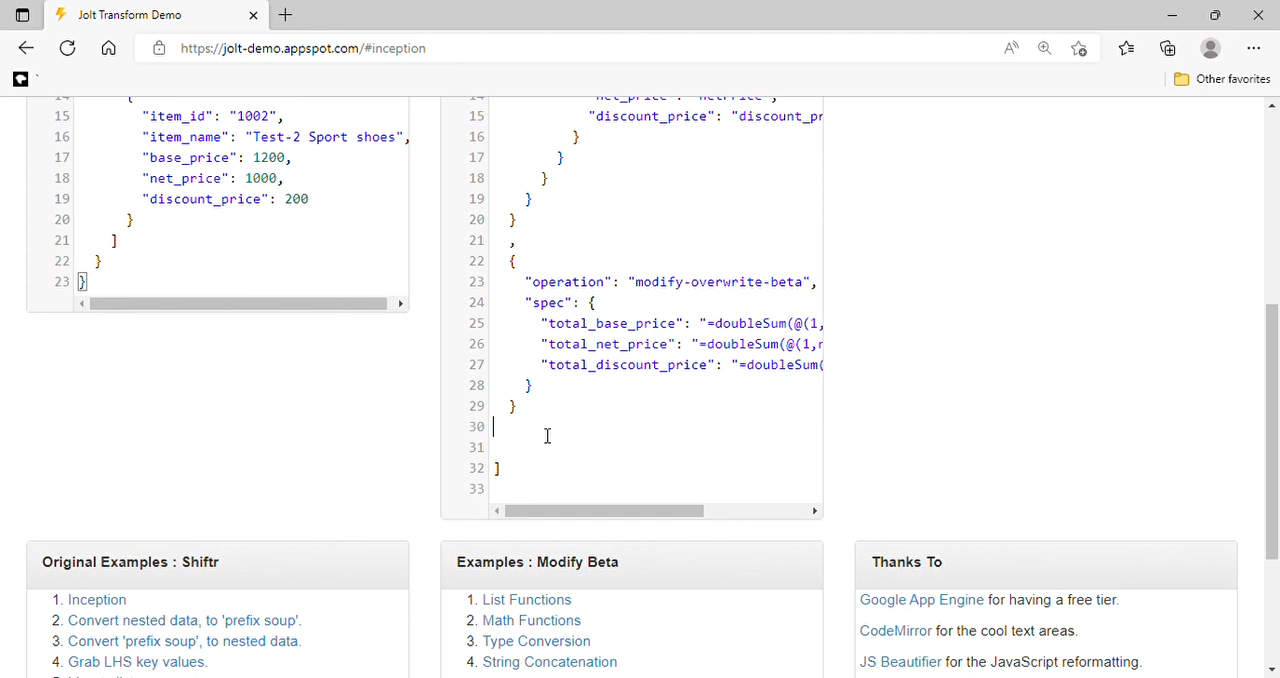 Jolt Transform Demo
https://jolt-demo.appspot.com/#inception
Other favorites
14 {
15 "item_id": "1002",
16 "item_name": "Test-2 Sport shoes",
17 "base_price": 1200,
18 "net_price": 1000,
19 "discount_price": 200
20 }
21 ]
22 }
23 }
14 "net_price": "netPrice",
15 "discount_price": "discount_pr
16 }
17 }
18 }
19 }
20 }
21 ,
22 {
23 "operation": "modify-overwrite-beta",
24 "spec": {
25 "total_base_price": "=doubleSum(@(1,
26 "total_net_price": "=doubleSum(@(1,n
27 "total_discount_price": "=doubleSum(
28 }
29 }
30
31
32 ]
33
Original Examples : Shiftr
1. Inception
2. Convert nested data, to 'prefix soup'.
3. Convert 'prefix soup', to nested data.
4. Grab LHS key values.
Examples : Modify Beta
1. List Functions
2. Math Functions
3. Type Conversion
4. String Concatenation
Thanks To
Google App Engine for having a free tier.
CodeMirror for the cool text areas.
JS Beautifier for the JavaScript reformatting.